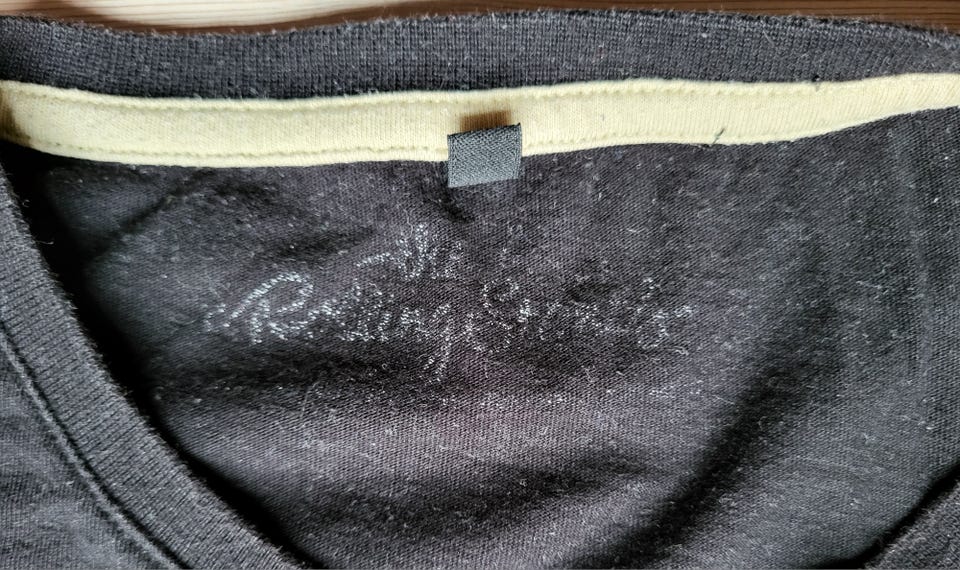 The
Rolling Stones